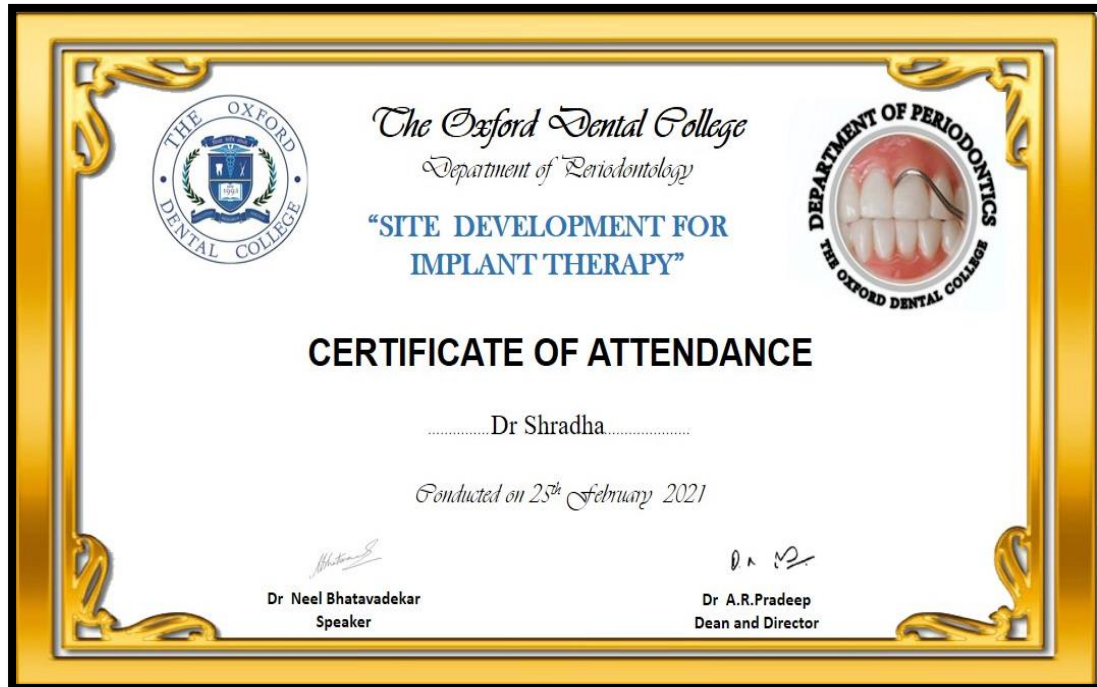 THE OXFORD DENTAL COLLEGE
1992
The Oxford Dental College
Department of Periodontology
DEPARTMENT OF PERIODONTICS
THE OXFORD DENTAL COLLEGE
“SITE DEVELOPMENT FOR
IMPLANT THERAPY”
CERTIFICATE OF ATTENDANCE
...............Dr Shradha.....................
Conducted on 25th February 2021
Dr Neel Bhatavadekar
Speaker
Dr A.R.Pradeep
Dean and Director